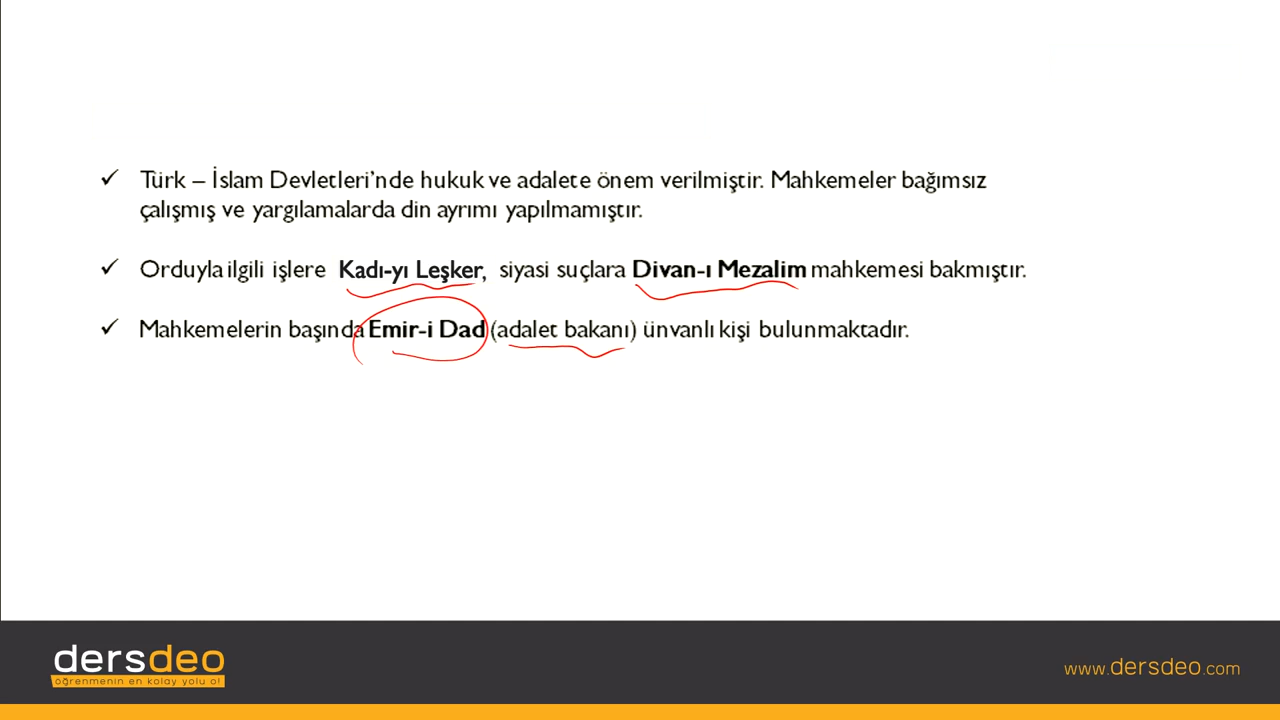 ✓ Türk – İslam Devletleri’nde hukuk ve adalete önem verilmiştir. Mahkemeler bağımsız
çalışmış ve yargılamalarda din ayrımı yapılmamıştır.
✓ Orduyla ilgili işlere Kadı-yı Leşker, siyasi suçlara Divan-ı Mezalim mahkemesi bakmıştır.
✓ Mahkemelerin başında Emir-i Dad (adalet bakanı) ünvanlı kişi bulunmaktadır.
dersdeo
öğrenmenin en kolay yolu o!
www.dersdeo.com